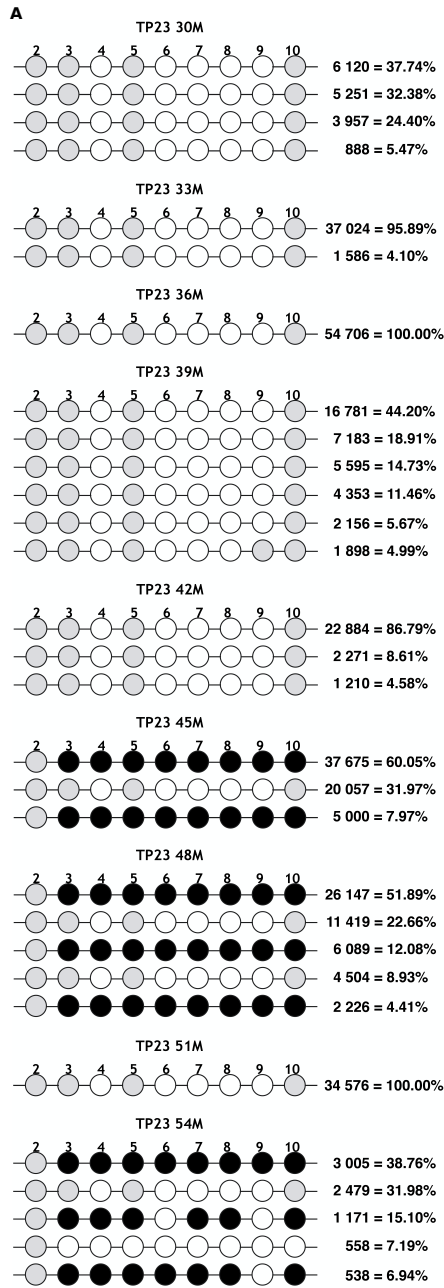 A
TP23 30M
2 3 4 5 6 7 8 9 10
6 120 = 37.74%
5 251 = 32.38%
3 957 = 24.40%
888 = 5.47%
TP23 33M
2 3 4 5 6 7 8 9 10
37 024 = 95.89%
1 586 = 4.10%
TP23 36M
2 3 4 5 6 7 8 9 10
54 706 = 100.00%
TP23 39M
2 3 4 5 6 7 8 9 10
16 781 = 44.20%
7 183 = 18.91%
5 595 = 14.73%
4 353 = 11.46%
2 156 = 5.67%
1 898 = 4.99%
TP23 42M
2 3 4 5 6 7 8 9 10
22 884 = 86.79%
2 271 = 8.61%
1 210 = 4.58%
TP23 45M
2 3 4 5 6 7 8 9 10
37 675 = 60.05%
20 057 = 31.97%
5 000 = 7.97%
TP23 48M
2 3 4 5 6 7 8 9 10
26 147 = 51.89%
11 419 = 22.66%
6 089 = 12.08%
4 504 = 8.93%
2 226 = 4.41%
TP23 51M
2 3 4 5 6 7 8 9 10
34 576 = 100.00%
TP23 54M
2 3 4 5 6 7 8 9 10
3 005 = 38.76%
2 479 = 31.98%
1 171 = 15.10%
558 = 7.19%
538 = 6.94%